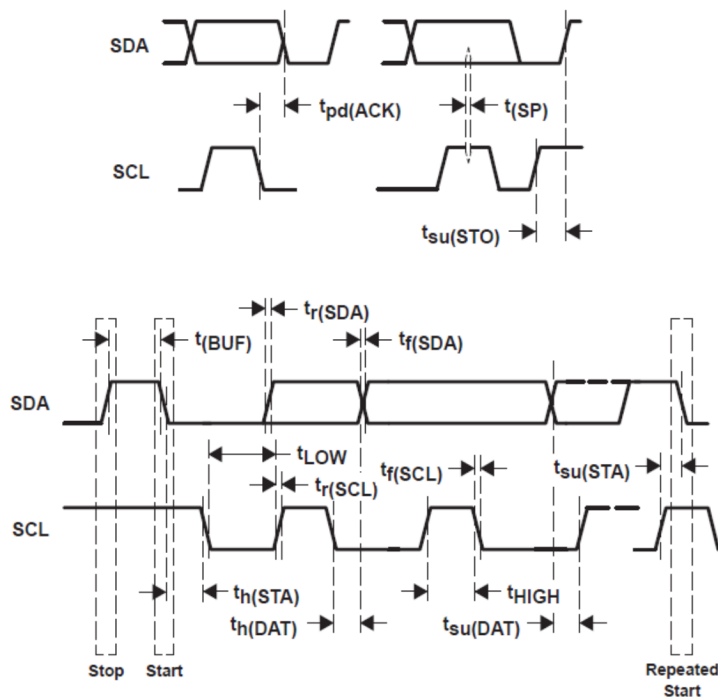 SDA
tpd(ACK)
t(SP)
SCL
tsu(STO)
tr(SDA)
t(BUF)
tf(SDA)
SDA
tLOW
tf(SCL)
tsu(STA)
tr(SCL)
SCL
th(STA)
tHIGH
th(DAT)
tsu(DAT)
Stop
Start
Repeated
Start